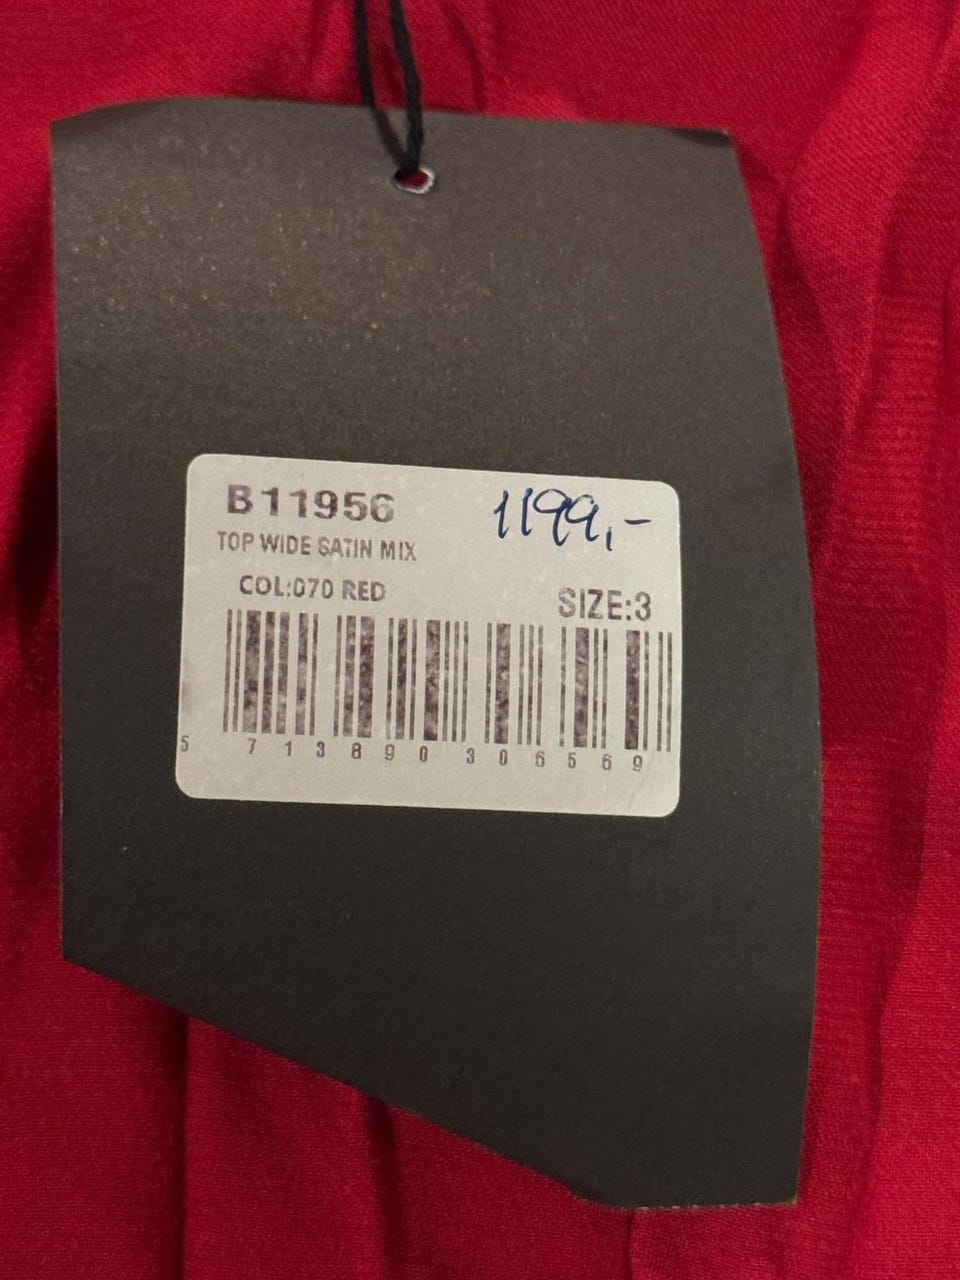 B11956 1199,-
TOP WIDE SATIN MIX
COL:070 RED SIZE:3
5 713890 306569